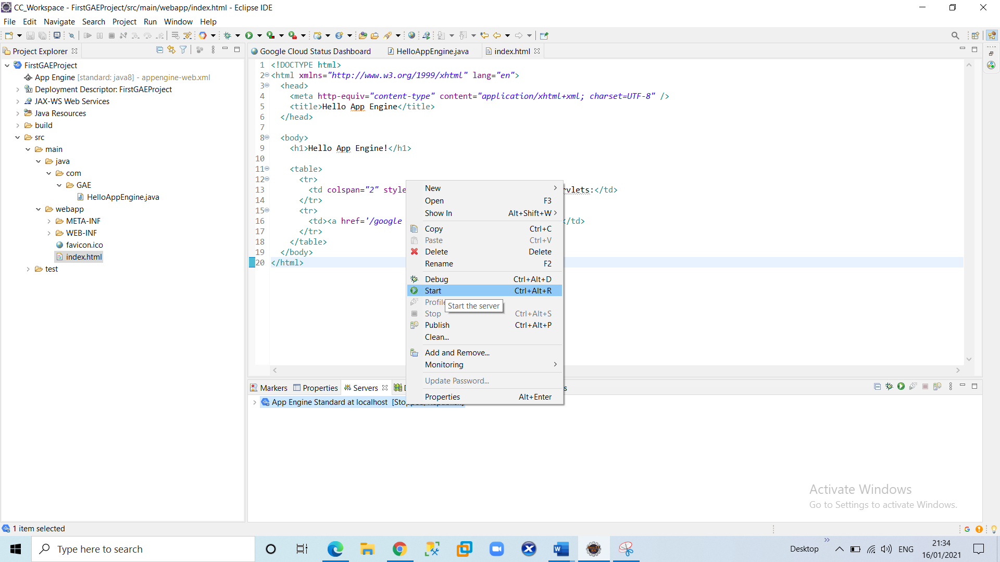 CC_Workspace - FirstGAEProject/src/main/webapp/index.html - Eclipse IDE
File Edit Navigate Search Project Run Window Help
Project Explorer
Google Cloud Status Dashboard HelloAppEngine.java index.html
FirstGAEProject
App Engine [standard: java8] - appengine-web.xml
Deployment Descriptor: FirstGAEProject
JAX-WS Web Services
Java Resources
build
src
main
java
com
GAE
HelloAppEngine.java
webapp
META-INF
WEB-INF
favicon.ico
index.html
test
1 <!DOCTYPE html>
2 <html xmlns="http://www.w3.org/1999/xhtml" lang="en">
3 <head>
4 <meta http-equiv="content-type" content="application/xhtml+xml; charset=UTF-8" />
5 <title>Hello App Engine</title>
6 </head>
7
8 <body>
9 <h1>Hello App Engine!</h1>
10
11 <table>
12 <tr>
13 <td colspan="2" style vlets:</td>
14 </tr>
15 <tr>
16 <td><a href='/google </td>
17 </tr>
18 </table>
19 </body>
20 </html>
New
Open F3
Show In Alt+Shift+W
Copy Ctrl+C
Paste Ctrl+V
Delete Delete
Rename F2
Debug Ctrl+Alt+D
Start Ctrl+Alt+R
Profile
Start the server
Stop Ctrl+Alt+S
Publish Ctrl+Alt+P
Clean...
Add and Remove...
Monitoring
Update Password...
Properties Alt+Enter
Markers Properties Servers
App Engine Standard at localhost
Activate Windows
Go to Settings to activate Windows.
1 item selected
Type here to search
Desktop
ENG
21:34
16/01/2021